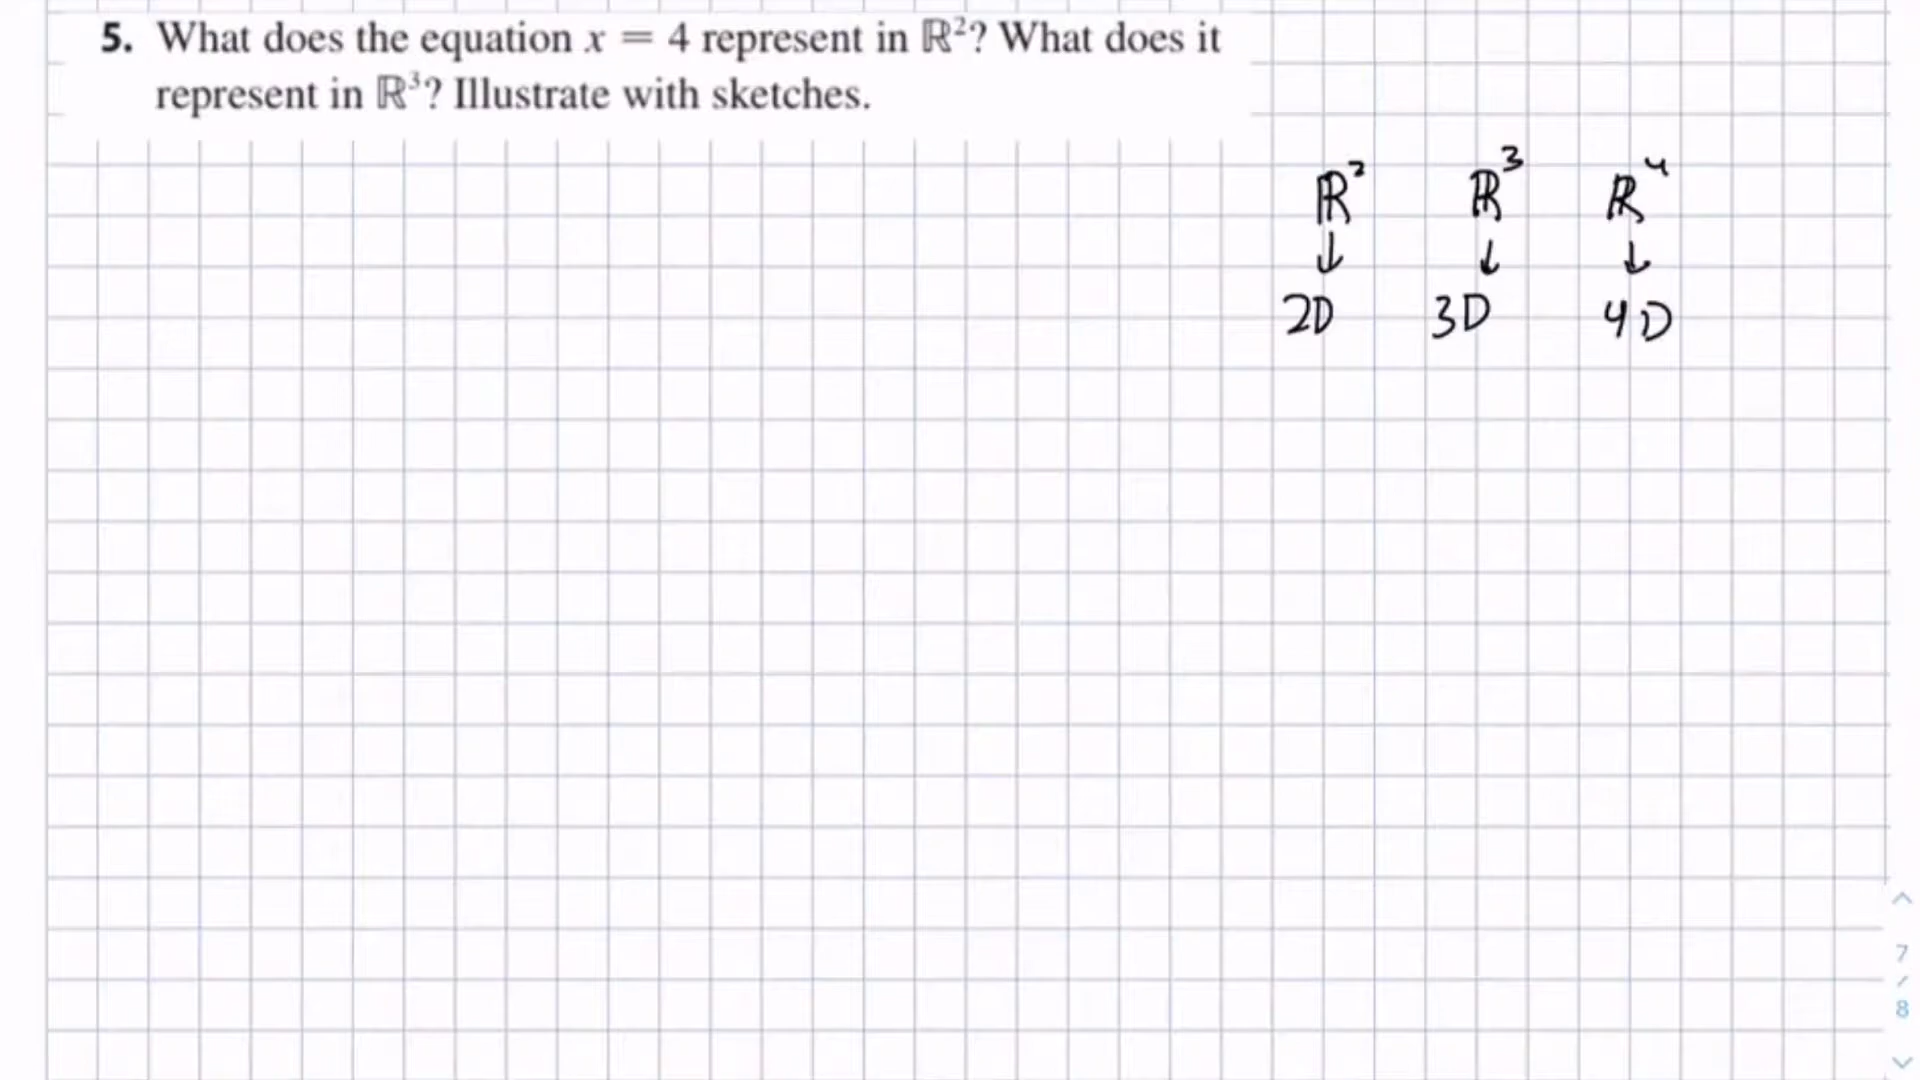 5. What does the equation x = 4 represent in ℝ²? What does it
represent in ℝ³? Illustrate with sketches.
ℝ² ℝ³ ℝ⁴
↓ ↓ ↓
2D 3D 4D
7
/
8